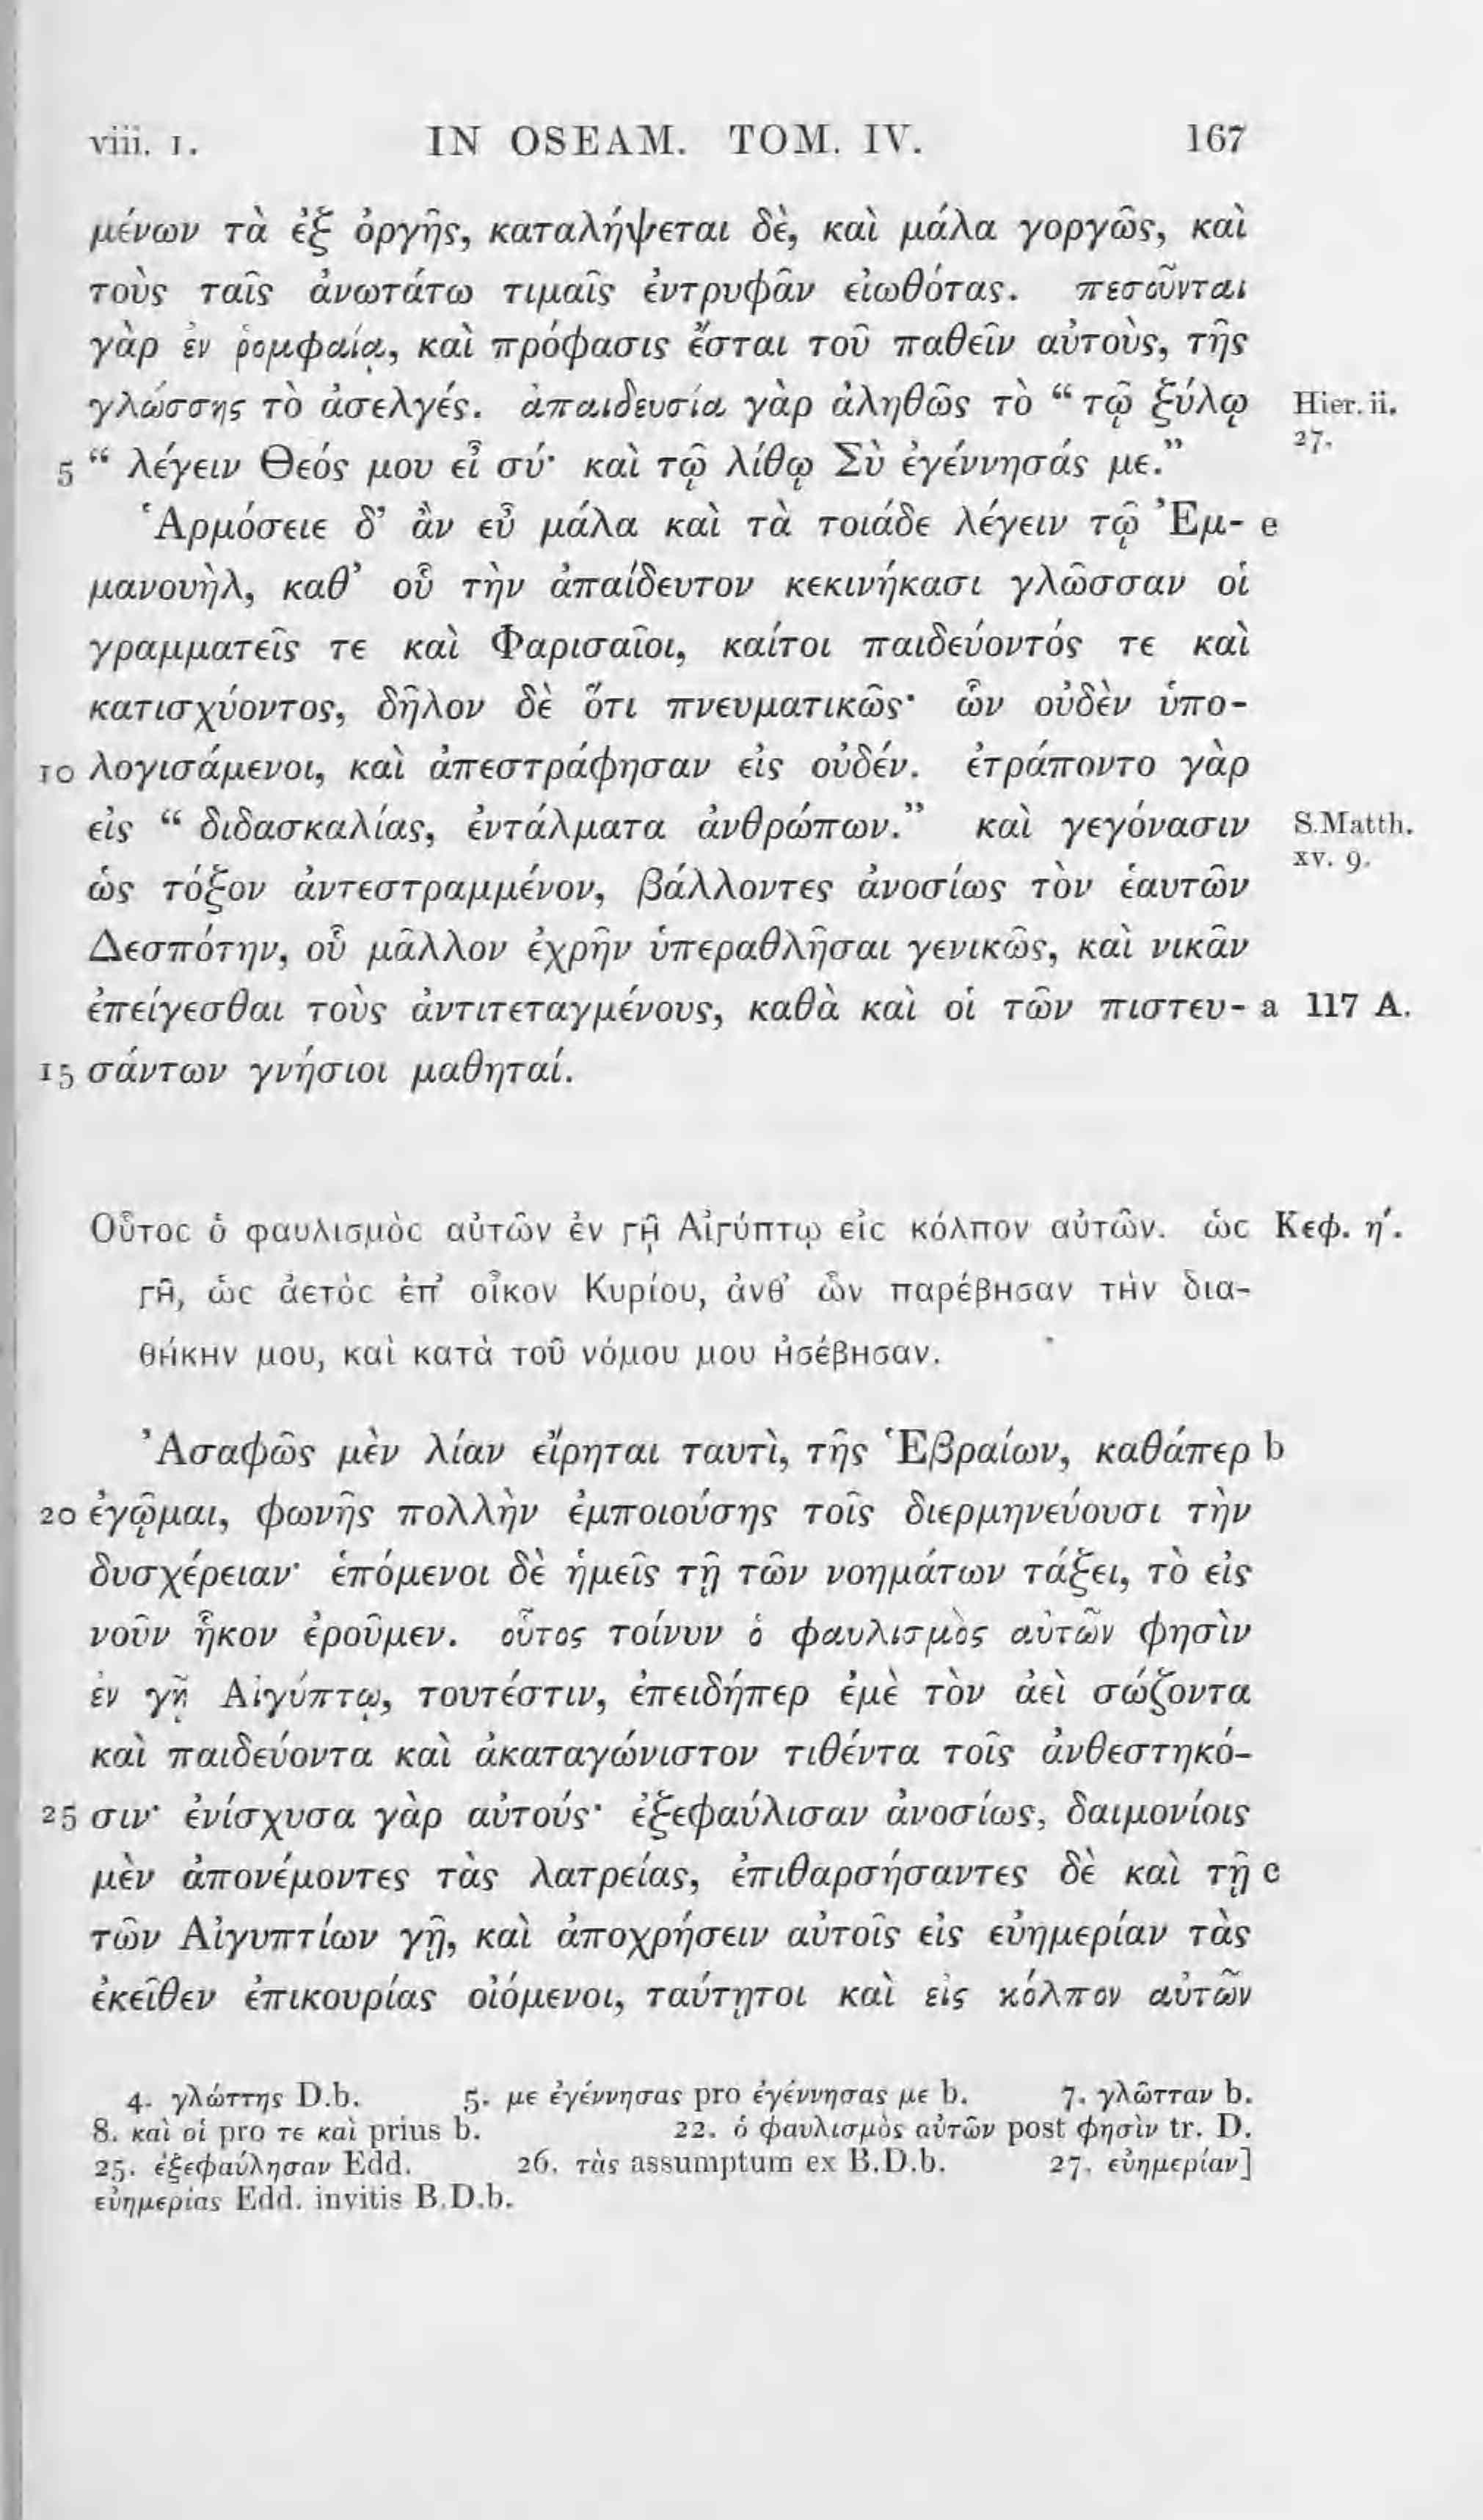 viii. 1. IN OSEAM. TOM. IV. 167
μένων τὰ ἐξ ὀργῆς, καταλήψεται δὲ, καὶ μάλα γοργῶς, καὶ
τοὺς ταῖς ἀνωτάτω τιμαῖς ἐντρυφᾶν εἰωθότας. πεσοῦνται
γὰρ ἐν ῥομφαίᾳ, καὶ πρόφασις ἔσται τοῦ παθεῖν αὐτοὺς, τῆς
γλώσσης τὸ ἀσελγές. ἀπαιδευσία γὰρ ἀληθῶς τὸ “ τῷ ξύλῳ Hier. ii.
27.
5 “ λέγειν Θεός μου εἶ σύ· καὶ τῷ λίθῳ Σὺ ἐγέννησάς με.”
Ἁρμόσειε δ’ ἂν εὖ μάλα καὶ τὰ τοιάδε λέγειν τῷ Ἐμ- e
μανουὴλ, καθ’ οὗ τὴν ἀπαίδευτον κεκινήκασι γλῶσσαν οἱ
γραμματεῖς τε καὶ Φαρισαῖοι, καίτοι παιδεύοντός τε καὶ
κατισχύοντος, δῆλον δὲ ὅτι πνευματικῶς· ὧν οὐδὲν ὑπο-
10 λογισάμενοι, καὶ ἀπεστράφησαν εἰς οὐδέν. ἐτράποντο γὰρ
εἰς “ διδασκαλίας, ἐντάλματα ἀνθρώπων.” καὶ γεγόνασιν S.Matth.
xv. 9.
ὡς τόξον ἀντεστραμμένον, βάλλοντες ἀνοσίως τὸν ἑαυτῶν
Δεσπότην, οὗ μᾶλλον ἐχρῆν ὑπεραθλῆσαι γενικῶς, καὶ νικᾶν
ἐπείγεσθαι τοὺς ἀντιτεταγμένους, καθὰ καὶ οἱ τῶν πιστευ- a 117 A.
15 σάντων γνήσιοι μαθηταί.
Οὗτος ὁ φαυλισμὸς αὐτῶν ἐν γῇ Αἰγύπτῳ εἰς κόλπον αὐτῶν. ὡς Κεφ. η΄.
γῆ, ὡς ἀετὸς ἐπ’ οἶκον Κυρίου, ἀνθ’ ὧν παρέβησαν τὴν δια-
θήκην μου, καὶ κατὰ τοῦ νόμου μου ἠσέβησαν.
Ἀσαφῶς μὲν λίαν εἴρηται ταυτὶ, τῆς Ἑβραίων, καθάπερ b
20 ἐγᾦμαι, φωνῆς πολλὴν ἐμποιούσης τοῖς διερμηνεύουσι τὴν
δυσχέρειαν· ἑπόμενοι δὲ ἡμεῖς τῇ τῶν νοημάτων τάξει, τὸ εἰς
νοῦν ἧκον ἐροῦμεν. οὗτος τοίνυν ὁ φαυλισμὸς αὐτῶν φησὶν
ἐν γῇ Αἰγύπτῳ, τουτέστιν, ἐπειδήπερ ἐμὲ τὸν ἀεὶ σώζοντα
καὶ παιδεύοντα καὶ ἀκαταγώνιστον τιθέντα τοῖς ἀνθεστηκό-
25 σιν· ἐνίσχυσα γὰρ αὐτούς· ἐξεφαύλισαν ἀνοσίως, δαιμονίοις
μὲν ἀπονέμοντες τὰς λατρείας, ἐπιθαρσήσαντες δὲ καὶ τῇ c
τῶν Αἰγυπτίων γῇ, καὶ ἀποχρήσειν αὐτοῖς εἰς εὐημερίαν τὰς
ἐκεῖθεν ἐπικουρίας οἰόμενοι, ταύτῃτοι καὶ εἰς κόλπον αὐτῶν
4. γλώττης D.b. 5. με ἐγέννησας pro ἐγέννησας με b. 7. γλῶτταν b.
8. καὶ οἱ pro τε καὶ prius b. 22. ὁ φαυλισμὸς αὐτῶν post φησὶν tr. D.
25. ἐξεφαύλησαν Edd. 26. τὰς assumptum ex B.D.b. 27. εὐημερίαν]
εὐημερίας Edd. invitis B.D.b.